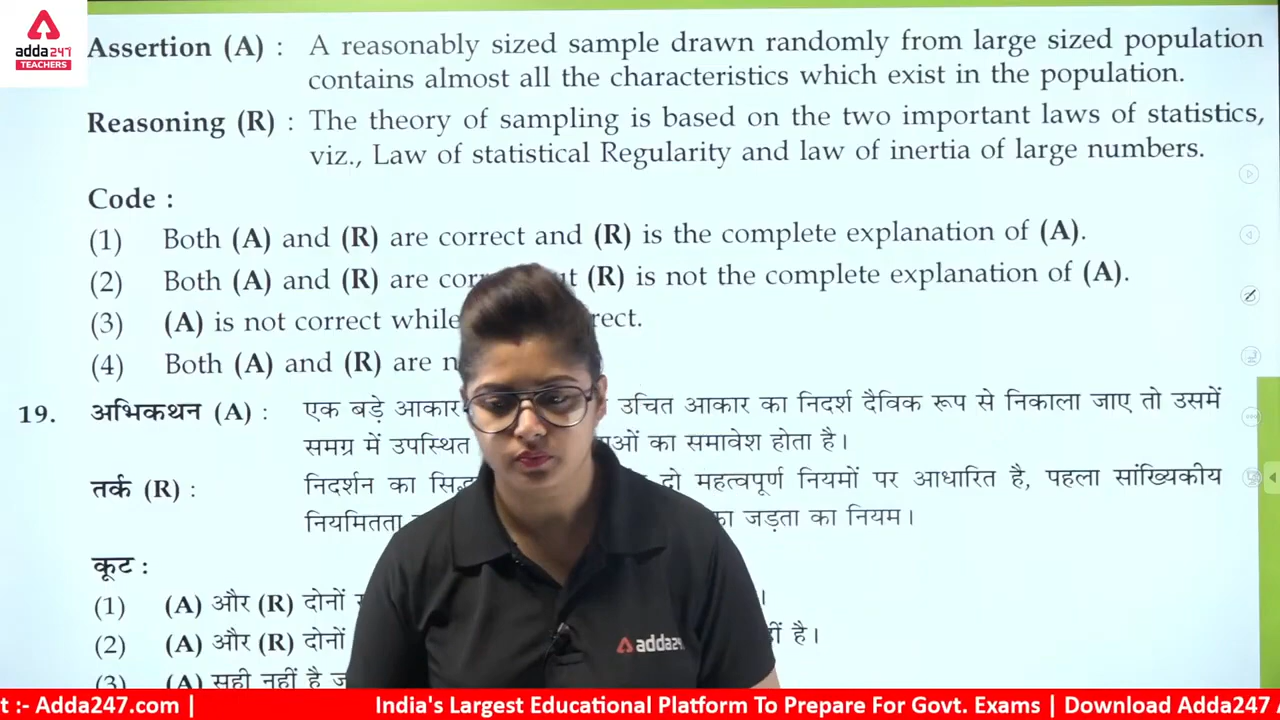 adda247
TEACHERS
Assertion (A) : A reasonably sized sample drawn randomly from large sized population
contains almost all the characteristics which exist in the population.
Reasoning (R) : The theory of sampling is based on the two important laws of statistics,
viz., Law of statistical Regularity and law of inertia of large numbers.
Code :
(1) Both (A) and (R) are correct and (R) is the complete explanation of (A).
(2) Both (A) and (R) are (R) is not the complete explanation of (A).
(3) (A) is not correct while
(4) Both (A) and (R) are
19. अभिकथन (A) : एक बड़े आकार उचित आकार का निदर्श दैविक रूप से निकाला जाए तो उसमें
समग्र में उपस्थित का समावेश होता है।
तर्क (R) : निदर्शन का दो महत्वपूर्ण नियमों पर आधारित है, पहला सांख्यिकीय
नियमितता जड़ता का नियम।
कूट :
(1) (A) और (R) दोनों
(2) (A) और (R) दोनों है।
(3) (A) सही नहीं है
adda247
:- Adda247.com | India's Largest Educational Platform To Prepare For Govt. Exams | Download Adda247